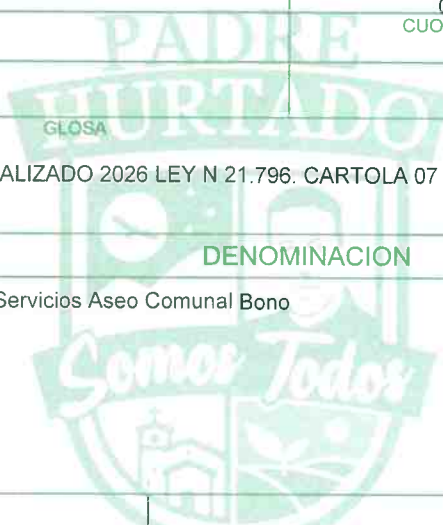 CUO
PADRE
HURTADO
GLOSA
ALIZADO 2026 LEY N 21.796. CARTOLA 07
DENOMINACION
Servicios Aseo Comunal Bono
Somos Todos